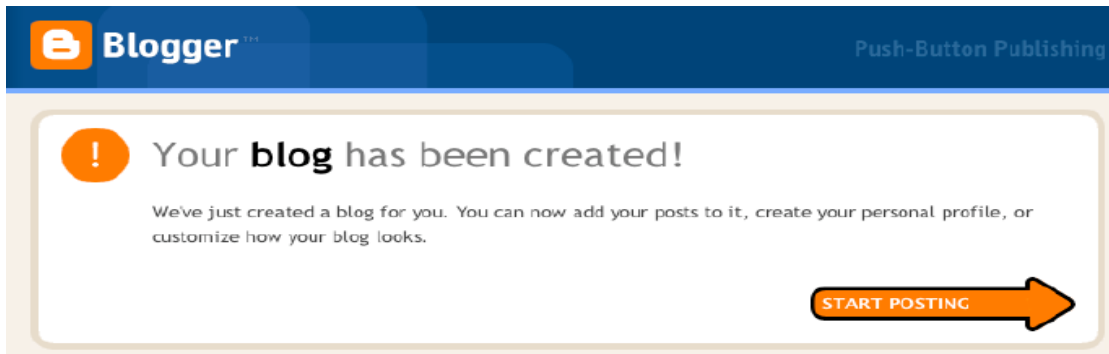 Blogger™
Push-Button Publishing
!
Your blog has been created!
We've just created a blog for you. You can now add your posts to it, create your personal profile, or
customize how your blog looks.
START POSTING